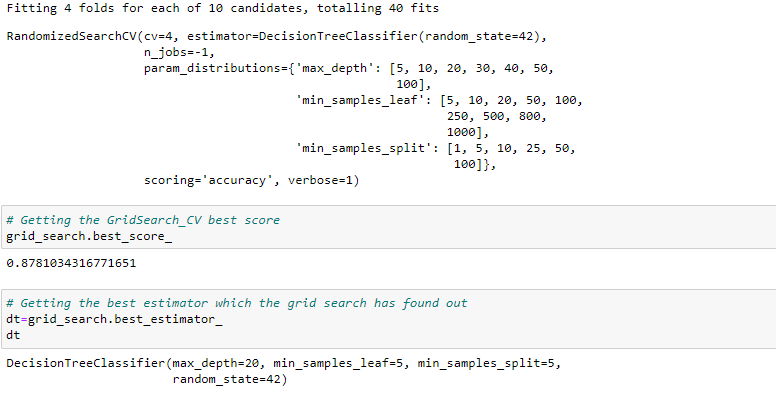 Fitting 4 folds for each of 10 candidates, totalling 40 fits
RandomizedSearchCV(cv=4, estimator=DecisionTreeClassifier(random_state=42),
n_jobs=-1,
param_distributions={'max_depth': [5, 10, 20, 30, 40, 50,
100],
'min_samples_leaf': [5, 10, 20, 50, 100,
250, 500, 800,
1000],
'min_samples_split': [1, 5, 10, 25, 50,
100]},
scoring='accuracy', verbose=1)
# Getting the GridSearch_CV best score
grid_search.best_score_
0.8781034316771651
# Getting the best estimator which the grid search has found out
dt=grid_search.best_estimator_
dt
DecisionTreeClassifier(max_depth=20, min_samples_leaf=5, min_samples_split=5,
random_state=42)